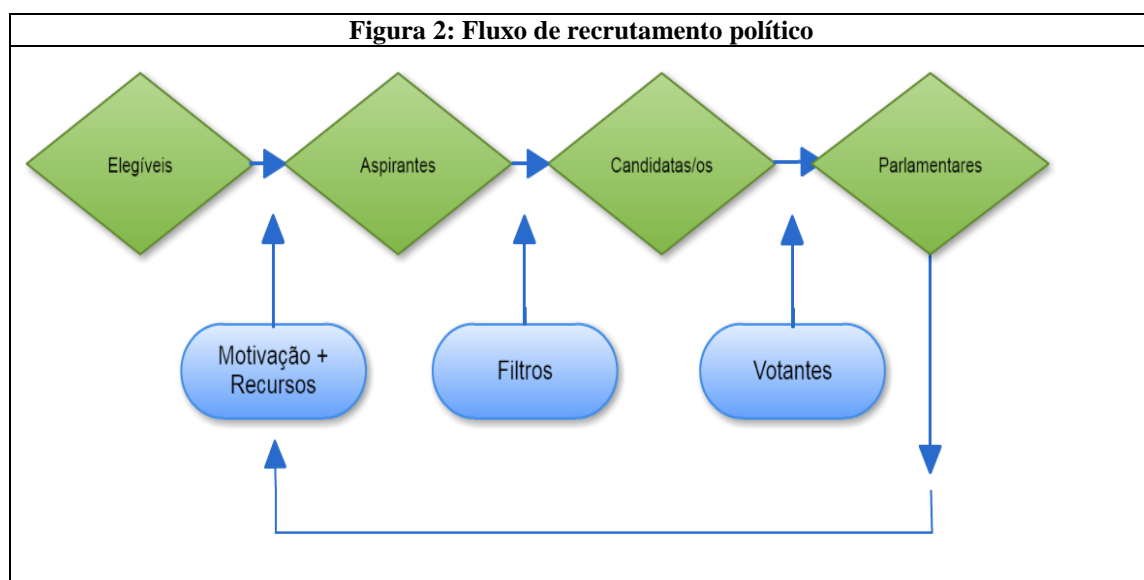 Figura 2: Fluxo de recrutamento político
Elegíveis
Aspirantes
Candidatas/os
Parlamentares
Motivação +
Recursos
Filtros
Votantes